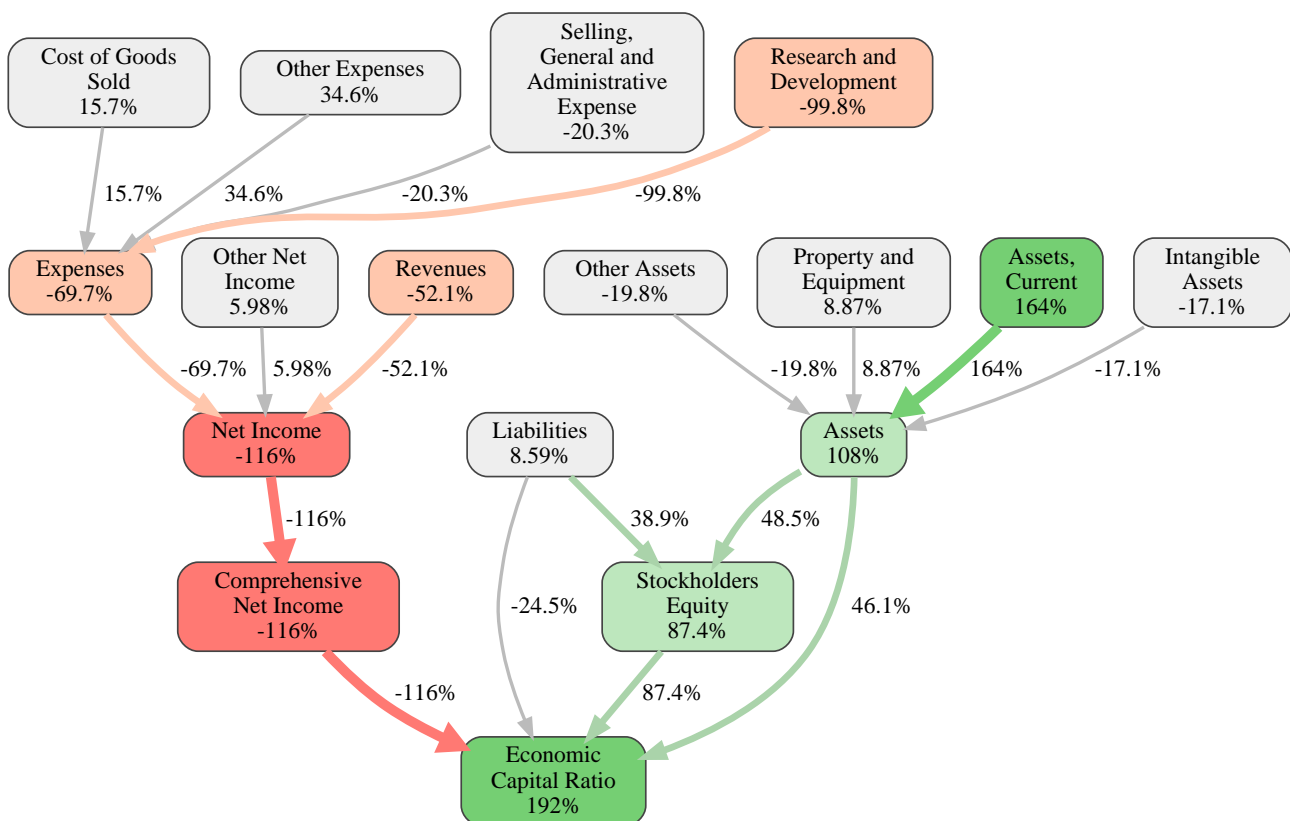 Cost of Goods
Sold
15.7%
Other Expenses
34.6%
Selling,
General and
Administrative
Expense
-20.3%
Research and
Development
-99.8%
15.7%
34.6%
-20.3%
-99.8%
Expenses
-69.7%
Other Net
Income
5.98%
Revenues
-52.1%
Other Assets
-19.8%
Property and
Equipment
8.87%
Assets,
Current
164%
Intangible
Assets
-17.1%
-69.7%
5.98%
-52.1%
-19.8%
8.87%
164%
-17.1%
Net Income
-116%
Liabilities
8.59%
Assets
108%
-116%
38.9%
48.5%
Comprehensive
Net Income
-116%
-24.5%
Stockholders
Equity
87.4%
46.1%
-116%
87.4%
Economic
Capital Ratio
192%